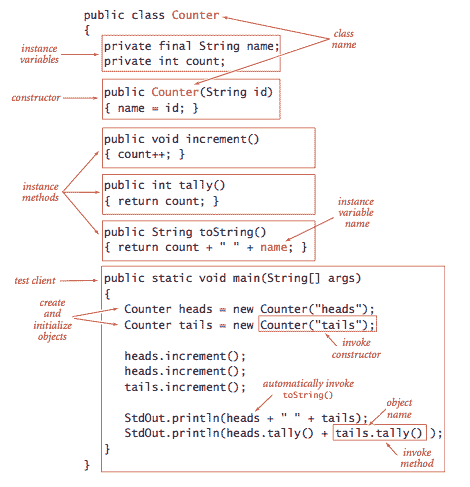 public class Counter
{
class
name
instance
variables
private final String name;
private int count;
constructor
public Counter(String id)
{ name = id; }
public void increment()
{ count++; }
instance
methods
public int tally()
{ return count; }
public String toString()
{ return count + " " + name; }
instance
variable
name
test client
public static void main(String[] args)
{
create
and
initialize
objects
Counter heads = new Counter("heads");
Counter tails = new Counter("tails");
invoke
constructor
heads.increment();
heads.increment();
tails.increment();
automatically invoke
toString()
object
name
StdOut.println(heads + " " + tails);
StdOut.println(heads.tally() + tails.tally() );
}
invoke
method
}